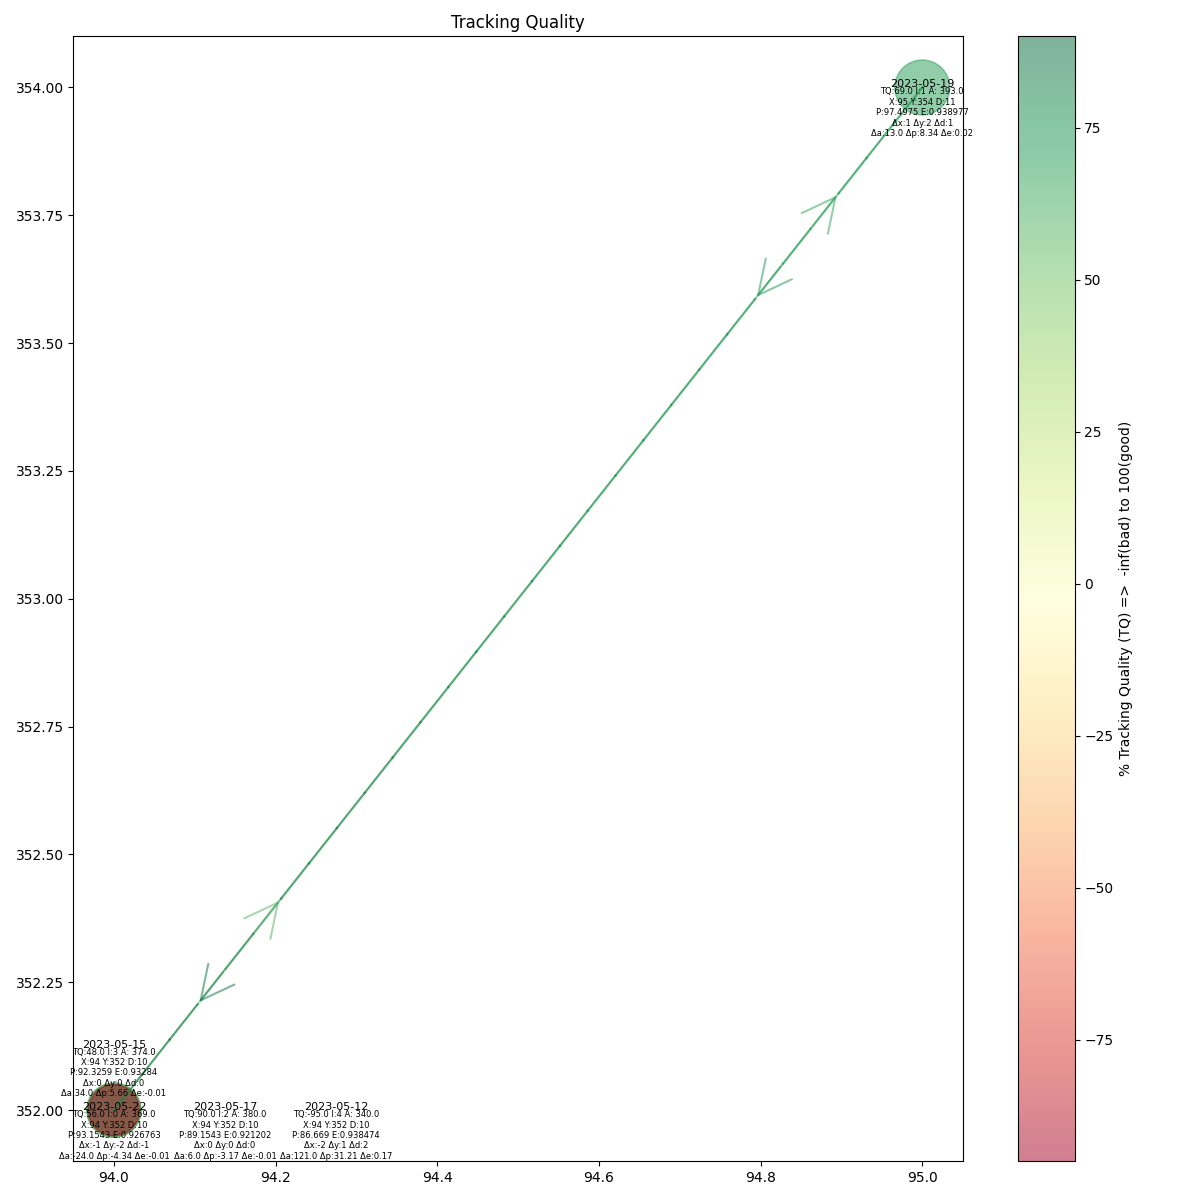 Tracking Quality
354.00
353.75
353.50
353.25
353.00
352.75
352.50
352.25
352.00
94.0
94.2
94.4
94.6
94.8
95.0
2023-05-19
TQ:69.0 I:1 A: 393.0
X:95 Y:354 D:11
P:97.4975 E:0.938977
Δx:1 Δy:2 Δd:1
Δa:13.0 Δp:8.34 Δe:0.02
2023-05-15
TQ:48.0 I:3 A: 374.0
X:94 Y:352 D:10
P:92.3259 E:0.93284
Δx:0 Δy:0 Δd:0
Δa:34.0 Δp:5.66 Δe:-0.01
2023-05-22
TQ:56.0 I:0 A: 369.0
X:94 Y:352 D:10
P:93.1543 E:0.926763
Δx:-1 Δy:-2 Δd:-1
Δa:-24.0 Δp:-4.34 Δe:-0.01
2023-05-17
TQ:90.0 I:2 A: 380.0
X:94 Y:352 D:10
P:89.1543 E:0.921202
Δx:0 Δy:0 Δd:0
Δa:6.0 Δp:-3.17 Δe:-0.01
2023-05-12
TQ:-95.0 I:4 A: 340.0
X:94 Y:352 D:10
P:86.669 E:0.938474
Δx:-2 Δy:1 Δd:2
Δa:121.0 Δp:31.21 Δe:0.17
75
50
25
0
−25
−50
−75
% Tracking Quality (TQ) => -inf(bad) to 100(good)